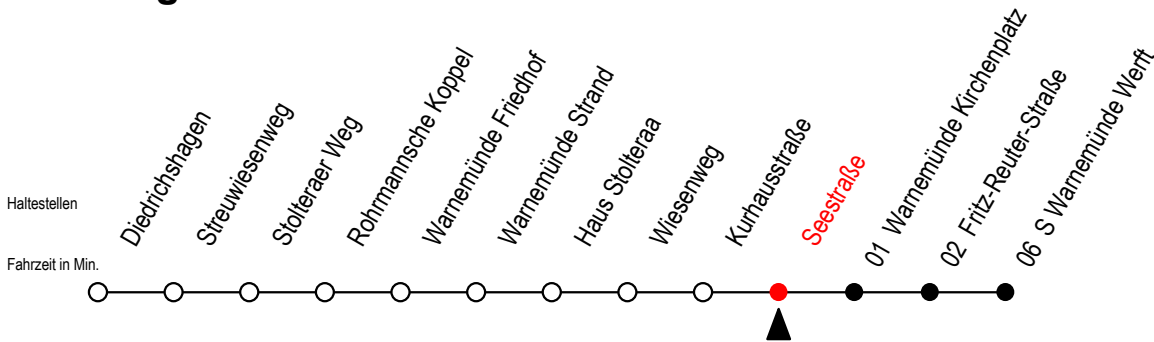 Diedrichshagen
Streuwiesenweg
Stolteraer Weg
Rohrmannsche Koppel
Warnemünde Friedhof
Warnemünde Strand
Haus Stolteraa
Wiesenweg
Kurhausstraße
Seestraße
01 Warnemünde Kirchenplatz
02 Fritz-Reuter-Straße
06 S Warnemünde Werft
Haltestellen
Fahrzeit in Min.